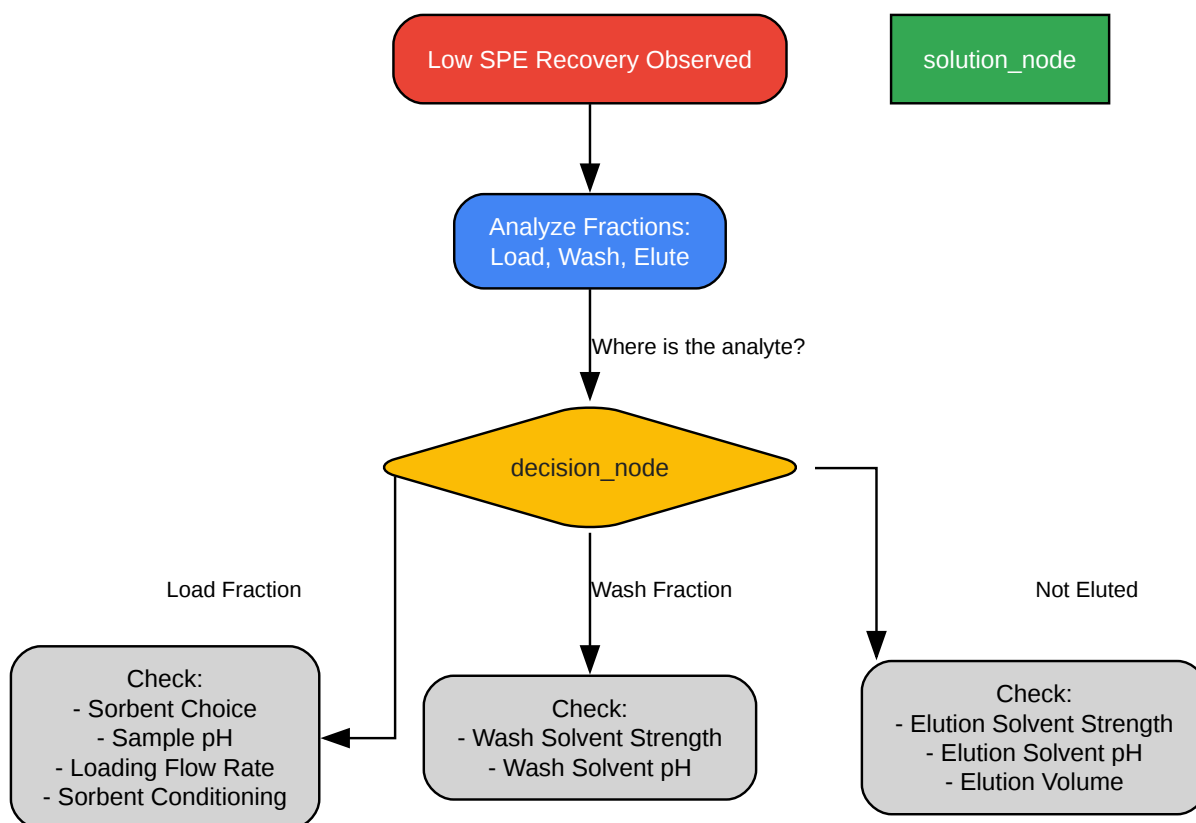 Low SPE Recovery Observed
solution_node
Analyze Fractions:
Load, Wash, Elute
Where is the analyte?
decision_node
Load Fraction
Wash Fraction
Not Eluted
Check:
- Sorbent Choice
- Sample pH
- Loading Flow Rate
- Sorbent Conditioning
Check:
- Wash Solvent Strength
- Wash Solvent pH
Check:
- Elution Solvent Strength
- Elution Solvent pH
- Elution Volume